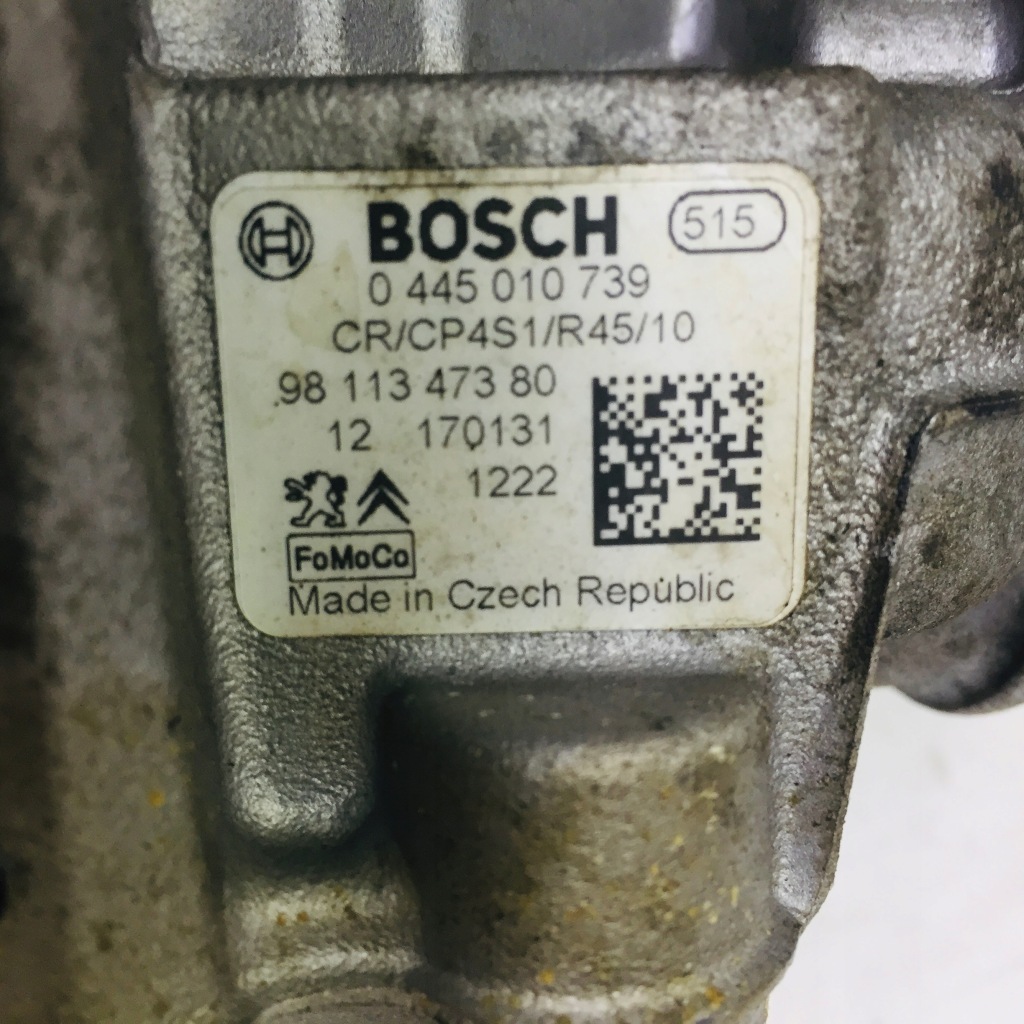 BOSCH 515
0 445 010 739
CR/CP4S1/R45/10
98 113 473 80
12 170131
1222
FoMoCo
Made in Czech Republic